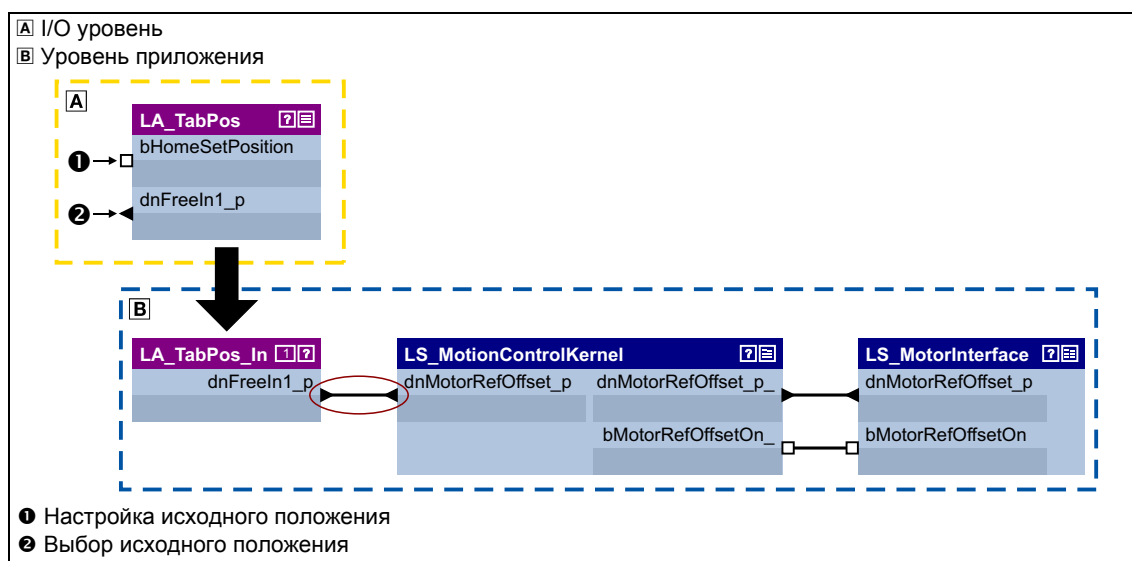 A I/O уровень
B Уровень приложения
A
LA_TabPos ?
bHomeSetPosition
❶
dnFreeIn1_p
❷
B
LA_TabPos_In 1 ? LS_MotionControlKernel ? LS_MotorInterface ?
dnFreeIn1_p dnMotorRefOffset_p dnMotorRefOffset_p_ dnMotorRefOffset_p
bMotorRefOffsetOn_ bMotorRefOffsetOn
❶ Настройка исходного положения
❷ Выбор исходного положения